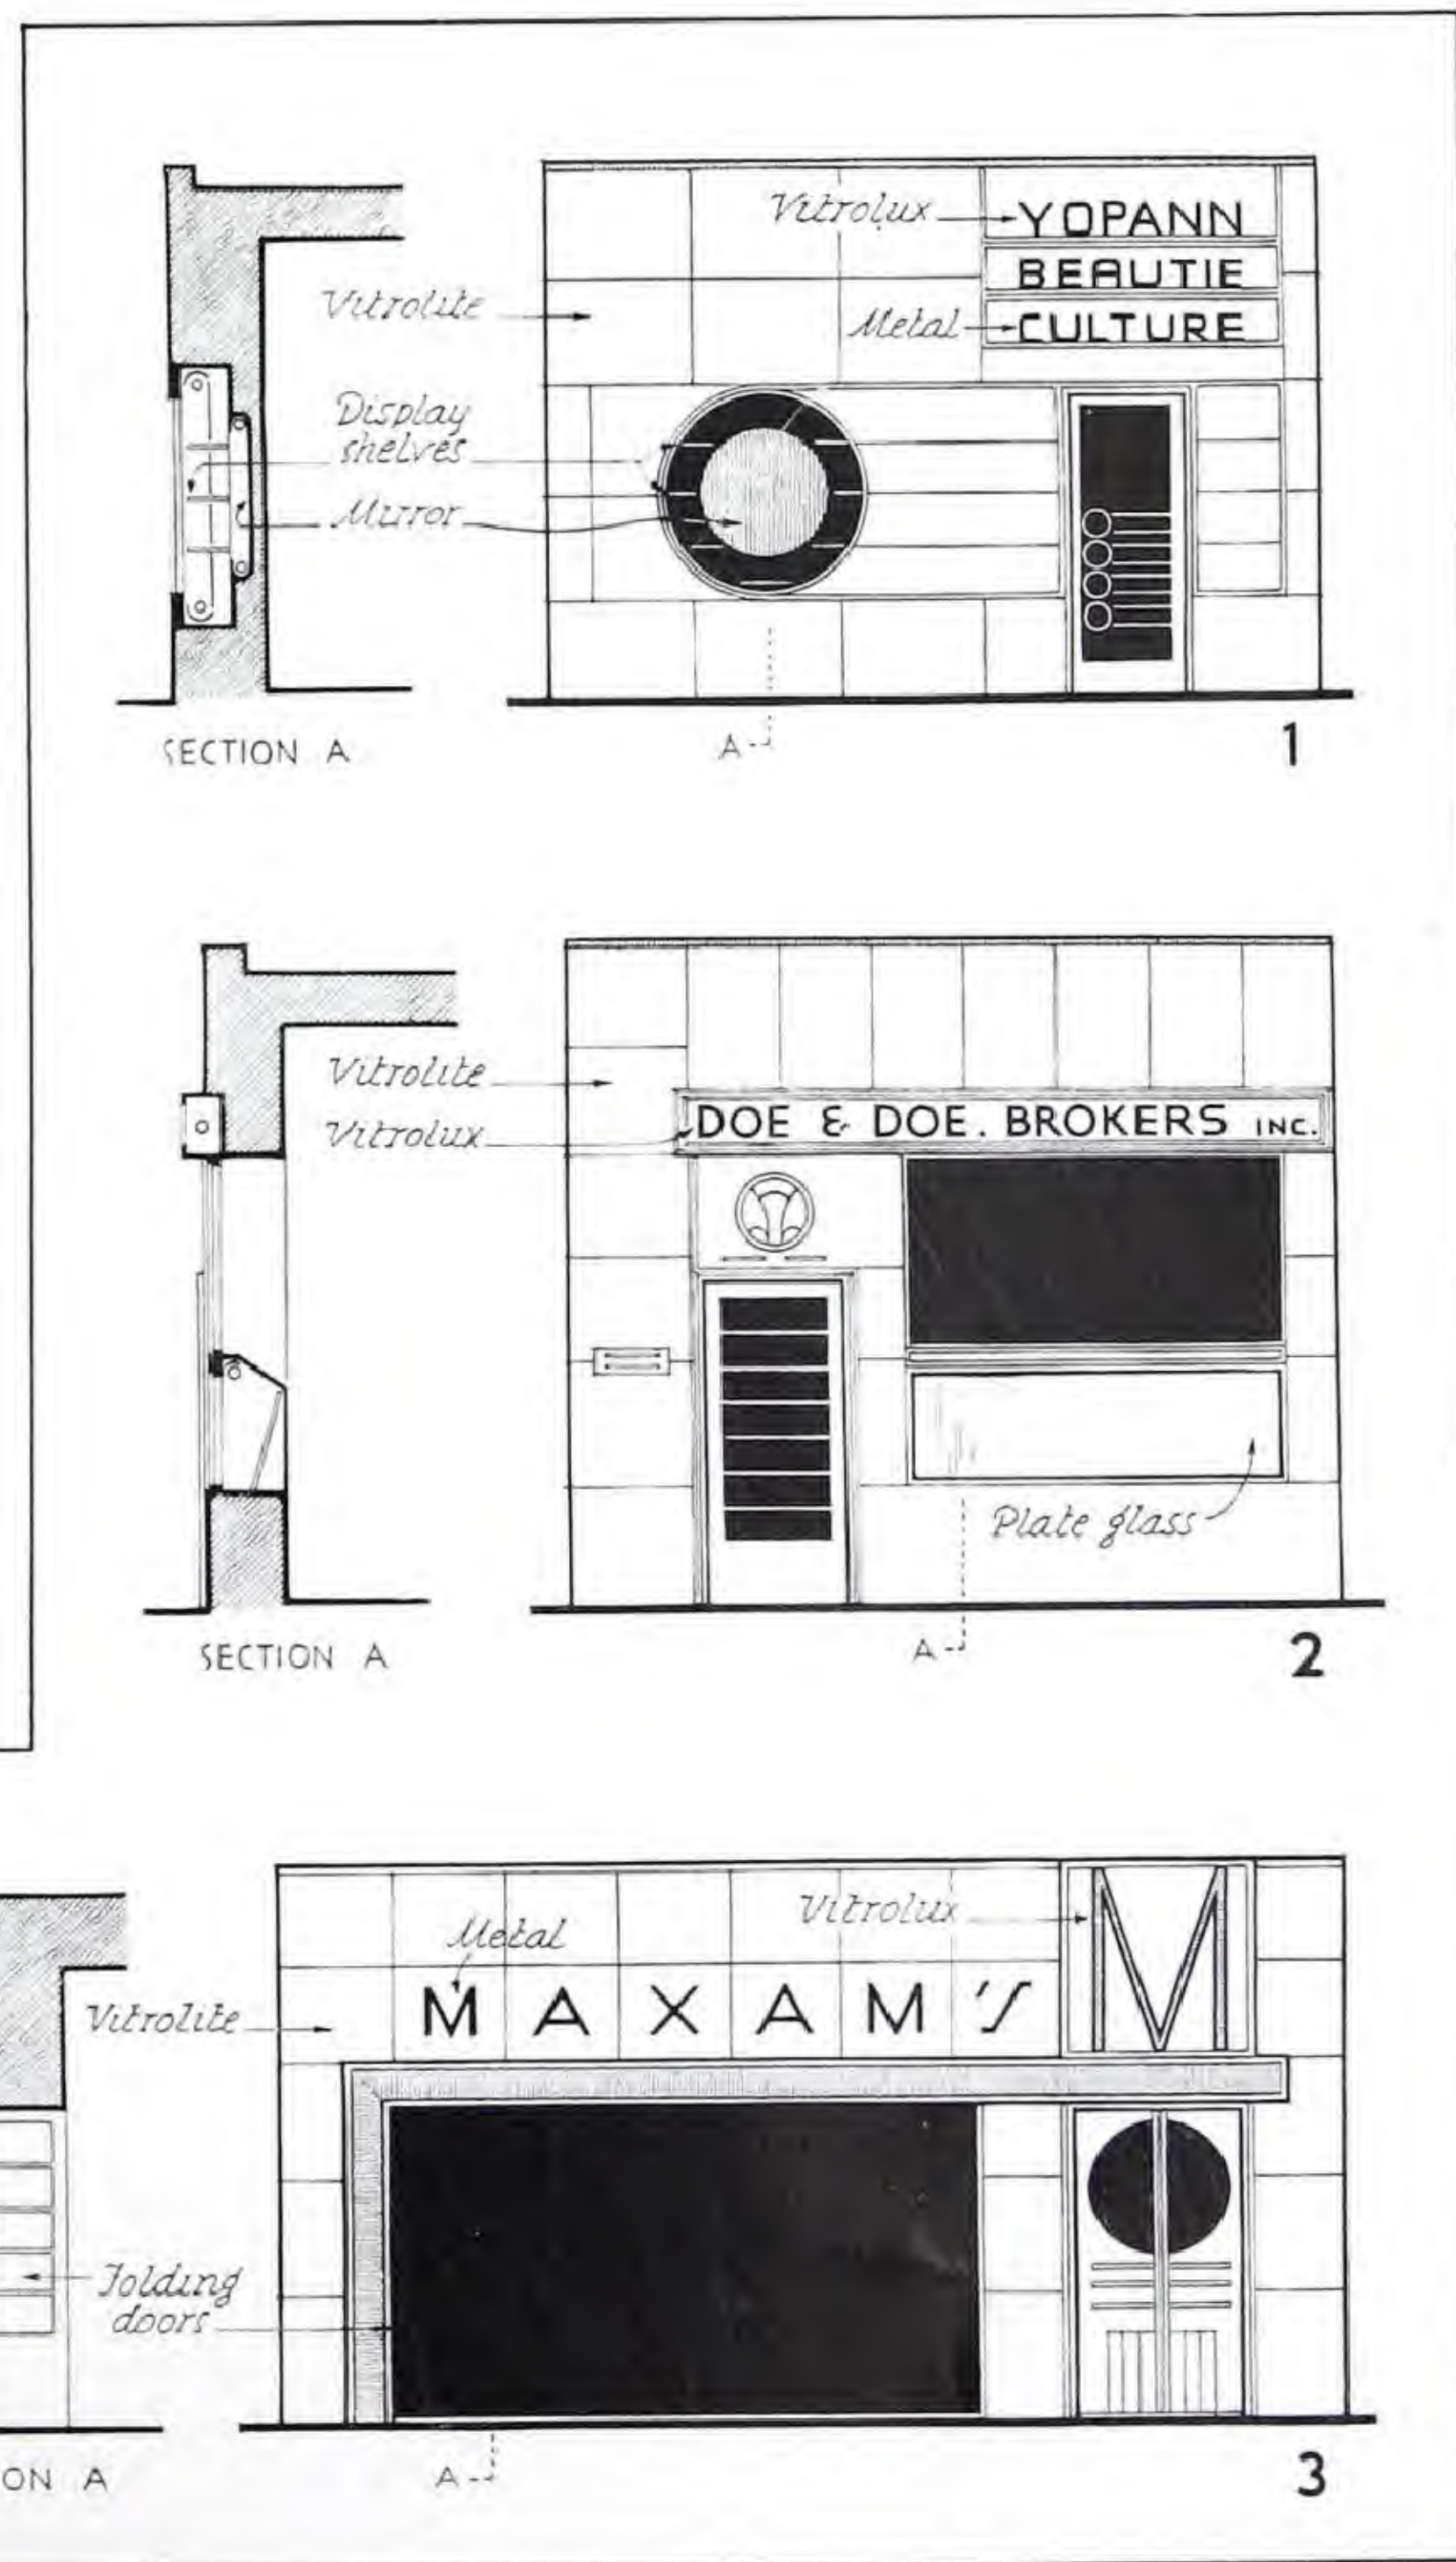 Vitrolux
YOPANN
BEAUTIE
Vitrolite
Metal
CULTURE
Display
shelves
Mirror
SECTION A
A
1
Vitrolite
Vitrolux
DOE & DOE. BROKERS INC.
Plate glass
SECTION A
A
2
Metal
Vitrolux
M
Vitrolite
MAXAM'S
Folding
doors
ON A
A
3